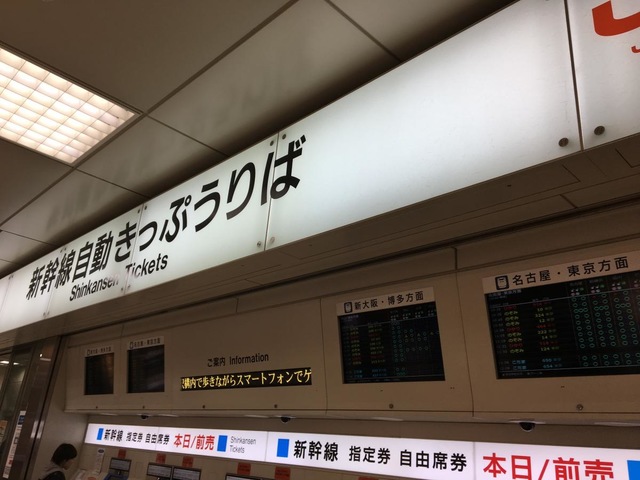 新幹線自動きっぷうりば
Shinkansen Tickets
新大阪・博多方面
名古屋・東京方面
ご案内 Information
構内で歩きながらスマートフォンでゲ
新幹線 指定券 自由席券 本日/前売 Shinkansen Tickets
新幹線 指定券 自由席券 本日/前売